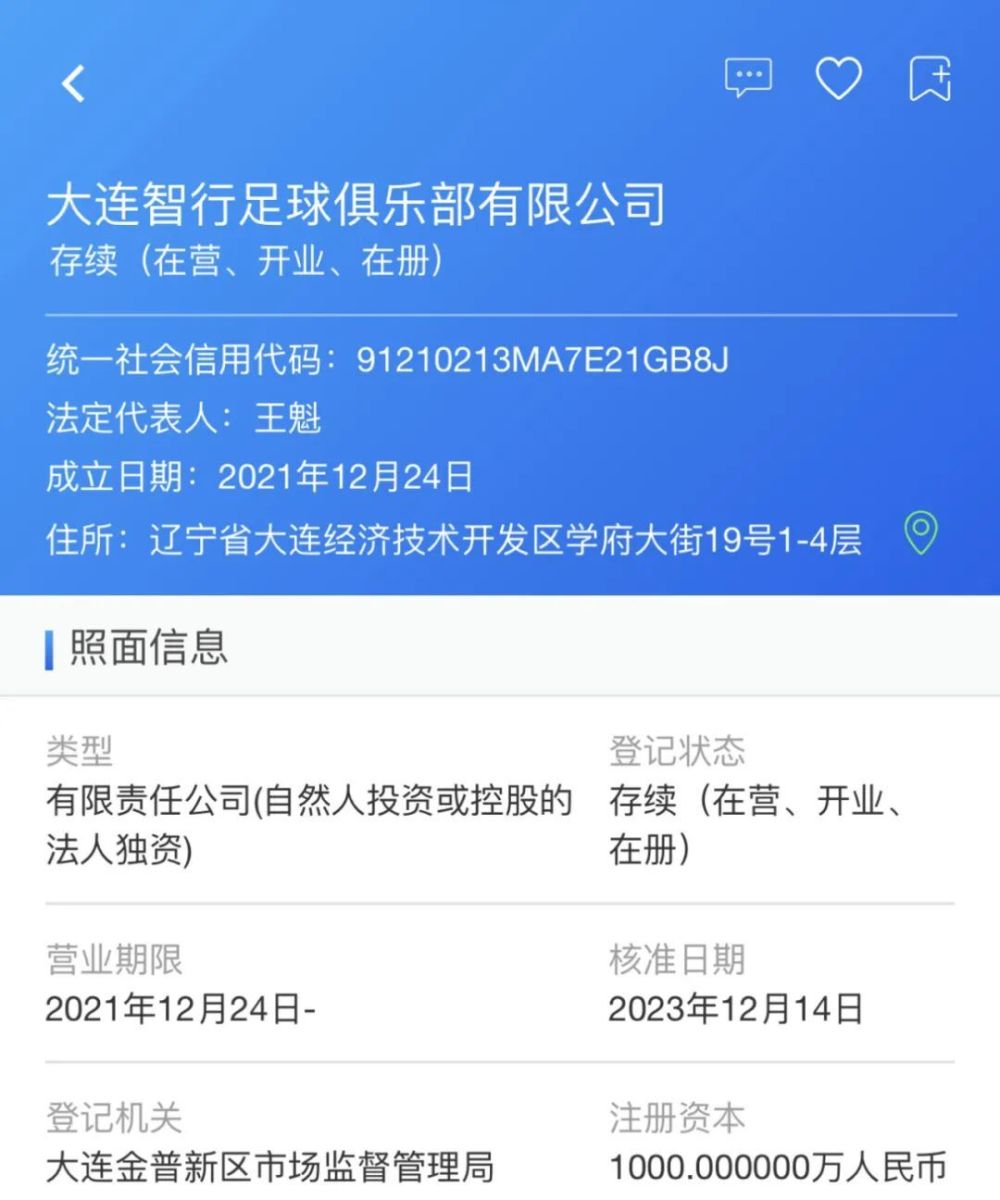 大连智行足球俱乐部有限公司
存续（在营、开业、在册）
统一社会信用代码：91210213MA7E21GB8J
法定代表人：王魁
成立日期：2021年12月24日
住所：辽宁省大连经济技术开发区学府大街19号1-4层
照面信息
类型
有限责任公司(自然人投资或控股的
法人独资)
登记状态
存续（在营、开业、
在册）
营业期限
2021年12月24日-
核准日期
2023年12月14日
登记机关
大连金普新区市场监督管理局
注册资本
1000.000000万人民币